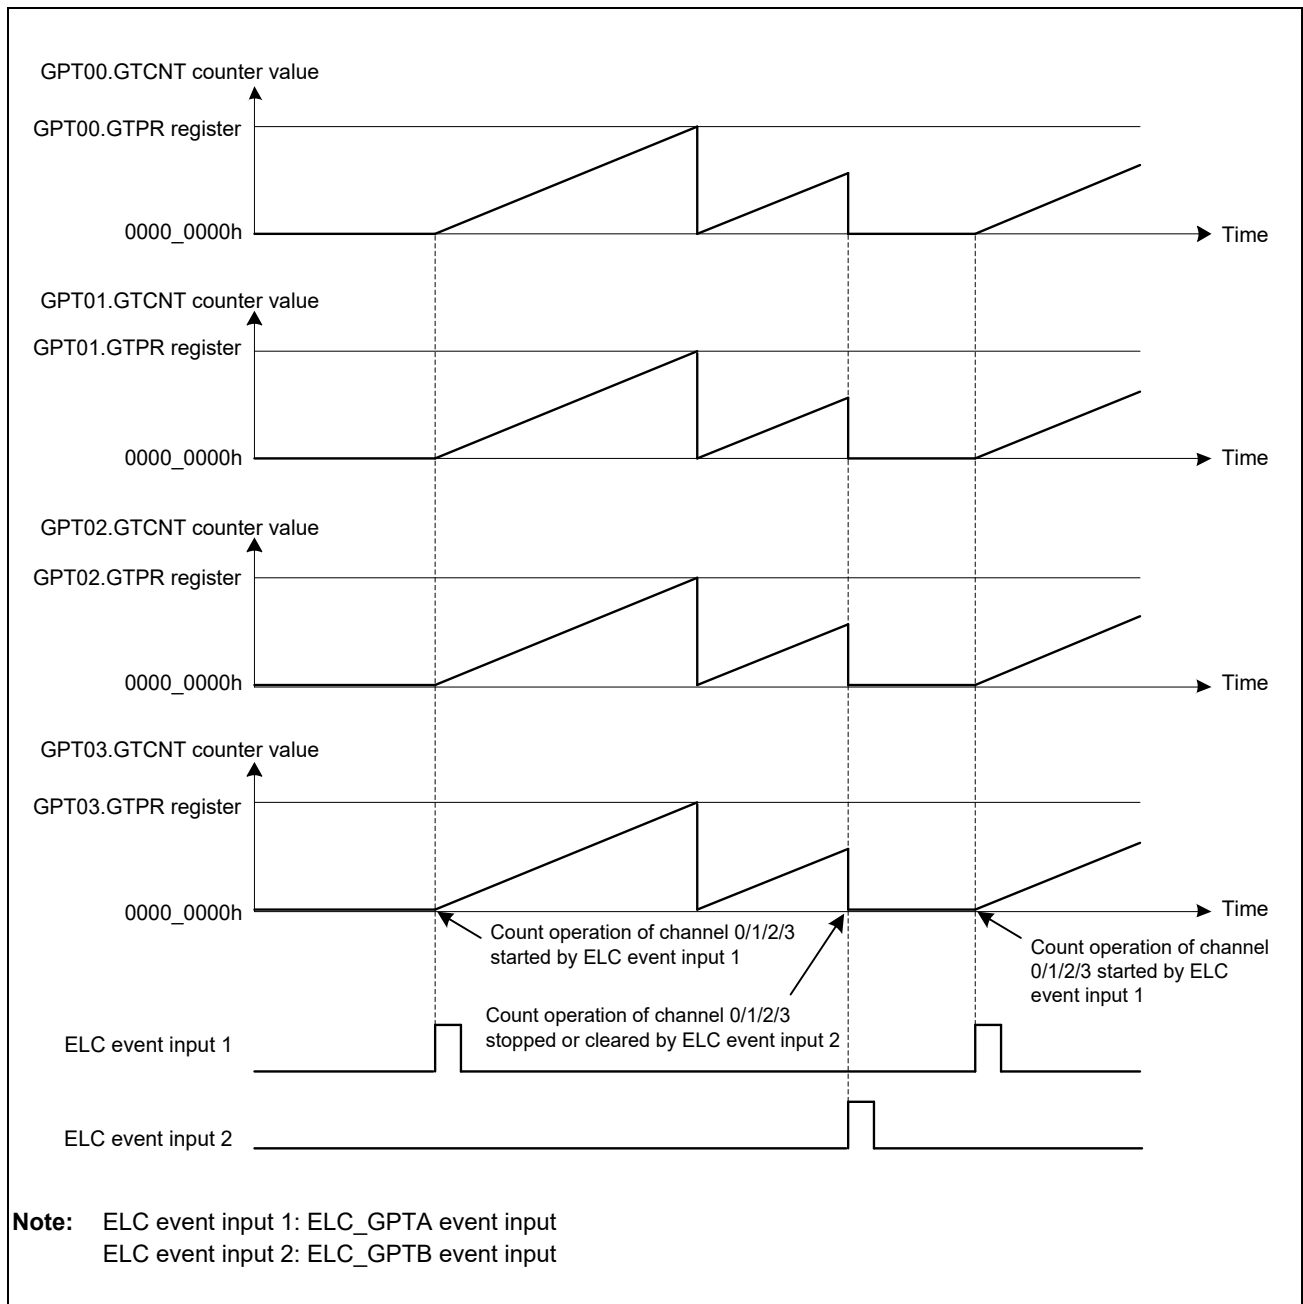 GPT00.GTCNT counter value
GPT00.GTPR register
0000_0000h
Time
GPT01.GTCNT counter value
GPT01.GTPR register
0000_0000h
Time
GPT02.GTCNT counter value
GPT02.GTPR register
0000_0000h
Time
GPT03.GTCNT counter value
GPT03.GTPR register
0000_0000h
Time
Count operation of channel 0/1/2/3
started by ELC event input 1
Count operation of channel
0/1/2/3 started by ELC
event input 1
Count operation of channel 0/1/2/3
stopped or cleared by ELC event input 2
ELC event input 1
ELC event input 2
Note: ELC event input 1: ELC_GPTA event input
ELC event input 2: ELC_GPTB event input